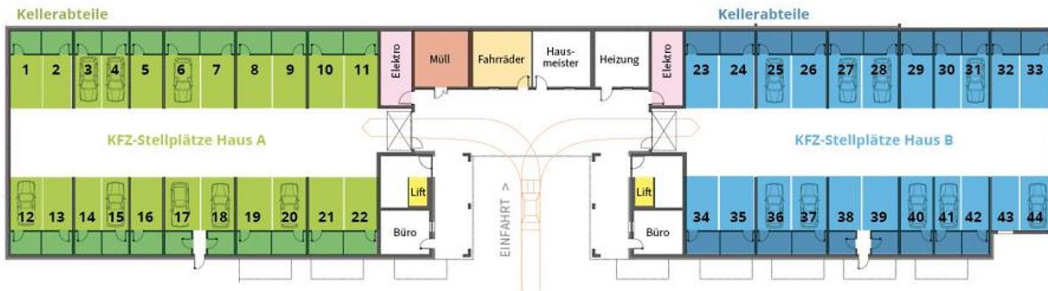 Kellerabteile
Kellerabteile
1 2 3 4 5 6 7 8 9 10 11
Elektro
Müll
Fahrräder
Haus-
meister
Heizung
Elektro
23 24 25 26 27 28 29 30 31 32 33
KFZ-Stellplätze Haus A
KFZ-Stellplätze Haus B
12 13 14 15 16 17 18 19 20 21 22
Lift
Büro
EINFAHRT >
Lift
Büro
34 35 36 37 38 39 40 41 42 43 44